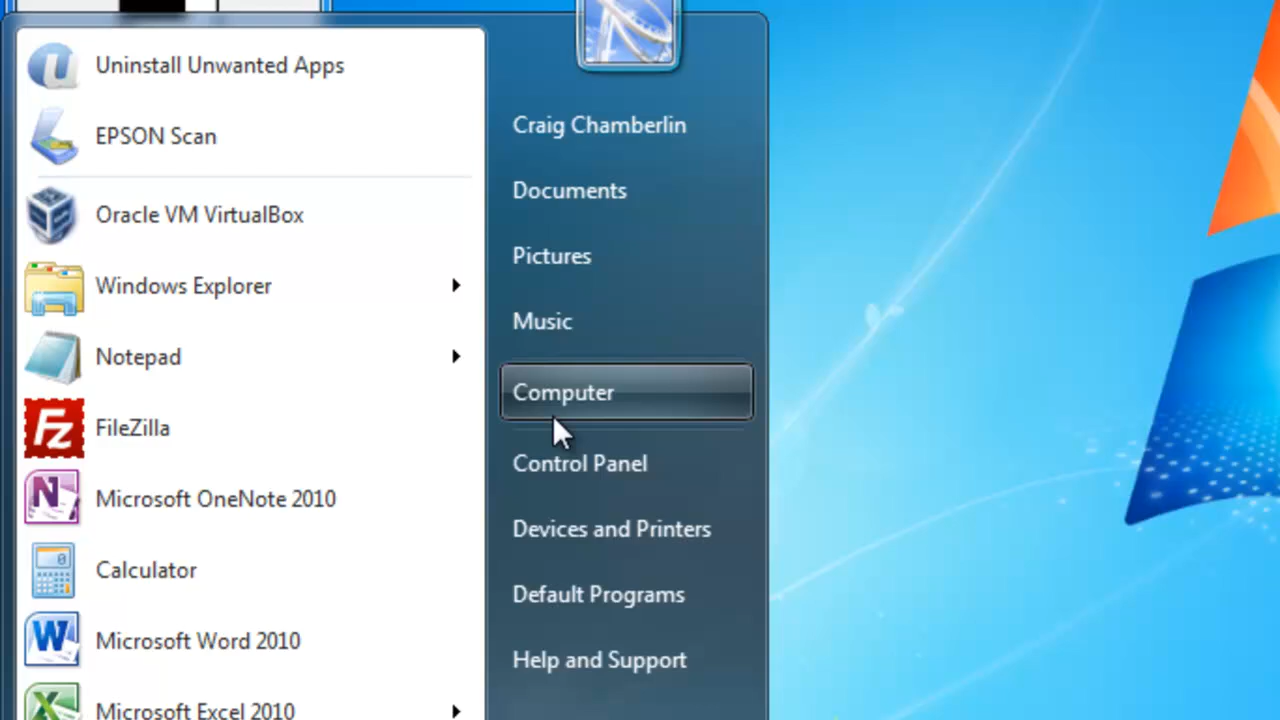 Uninstall Unwanted Apps
EPSON Scan
Oracle VM VirtualBox
Windows Explorer
Notepad
FileZilla
Microsoft OneNote 2010
Calculator
Microsoft Word 2010
Microsoft Excel 2010
Craig Chamberlin
Documents
Pictures
Music
Computer
Control Panel
Devices and Printers
Default Programs
Help and Support